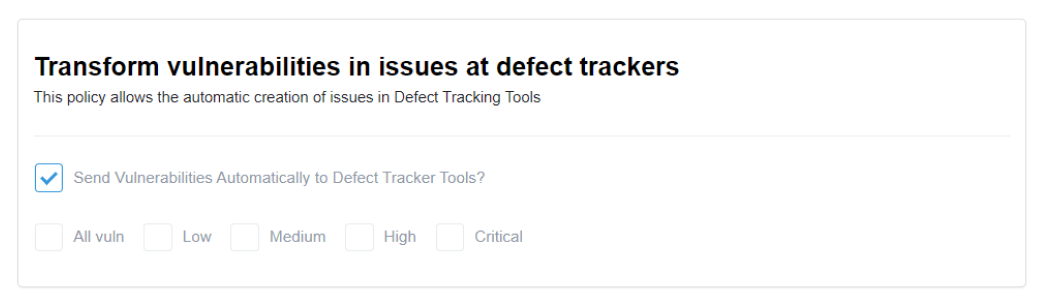 Transform vulnerabilities in issues at defect trackers
This policy allows the automatic creation of issues in Defect Tracking Tools
Send Vulnerabilities Automatically to Defect Tracker Tools?
All vuln Low Medium High Critical